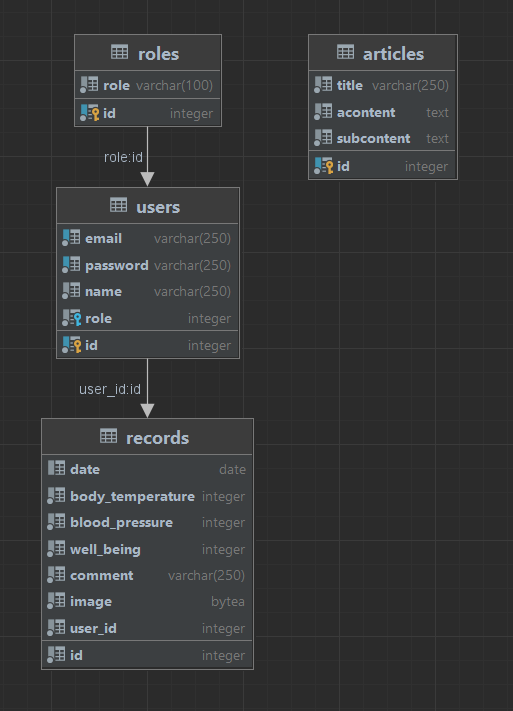 roles
role varchar(100)
id integer
role:id
users
email varchar(250)
password varchar(250)
name varchar(250)
role integer
id integer
user_id:id
records
date date
body_temperature integer
blood_pressure integer
well_being integer
comment varchar(250)
image bytea
user_id integer
id integer
articles
title varchar(250)
acontent text
subcontent text
id integer